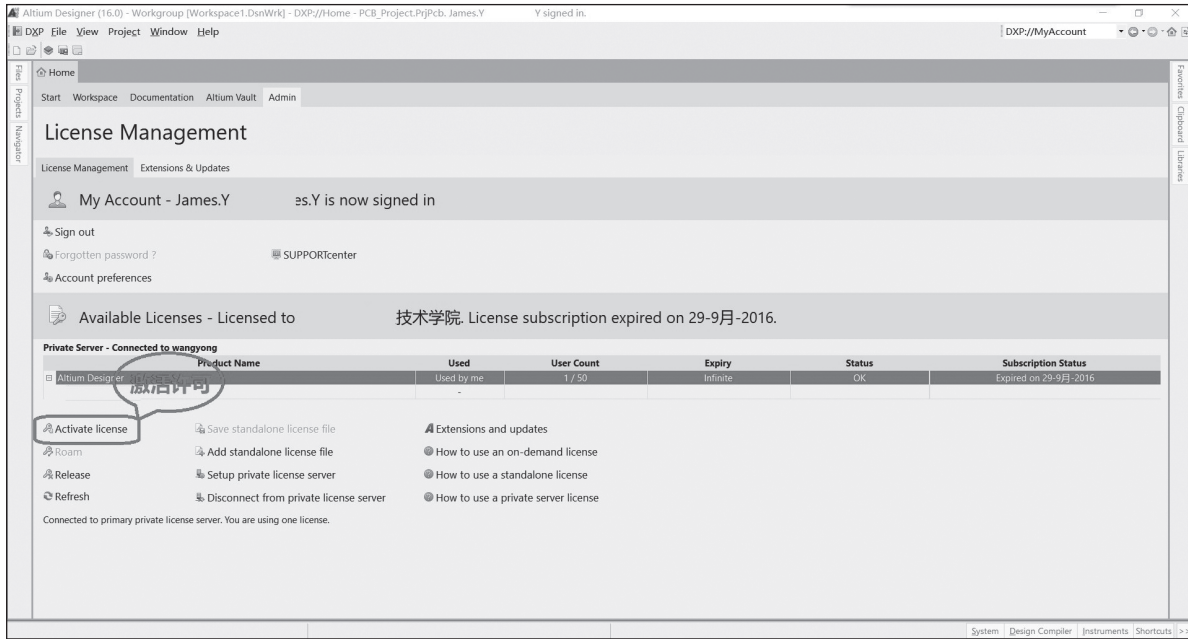 Altium Designer (16.0) - Workgroup [Workspace1.DsnWrk] - DXP://Home - PCB_Project.PrjPcb. James.Y Y signed in.
DXP File View Project Window Help DXP://MyAccount
Files
Projects
Navigator
Home
Start Workspace Documentation Altium Vault Admin
License Management
License Management Extensions & Updates
My Account - James.Y es.Y is now signed in
Sign out
Forgotten password ? SUPPORTcenter
Account preferences
Available Licenses - Licensed to 技术学院. License subscription expired on 29-9月-2016.
Private Server - Connected to wangyong
Product Name Used User Count Expiry Status Subscription Status
Altium Designer Used by me 1 / 50 Infinite OK Expired on 29-9月-2016
激活许可
-
Activate license Save standalone license file Extensions and updates
Roam Add standalone license file How to use an on-demand license
Release Setup private license server How to use a standalone license
Refresh Disconnect from private license server How to use a private server license
Connected to primary private license server. You are using one license.
Favorites
Clipboard
Libraries
System Design Compiler Instruments Shortcuts >>